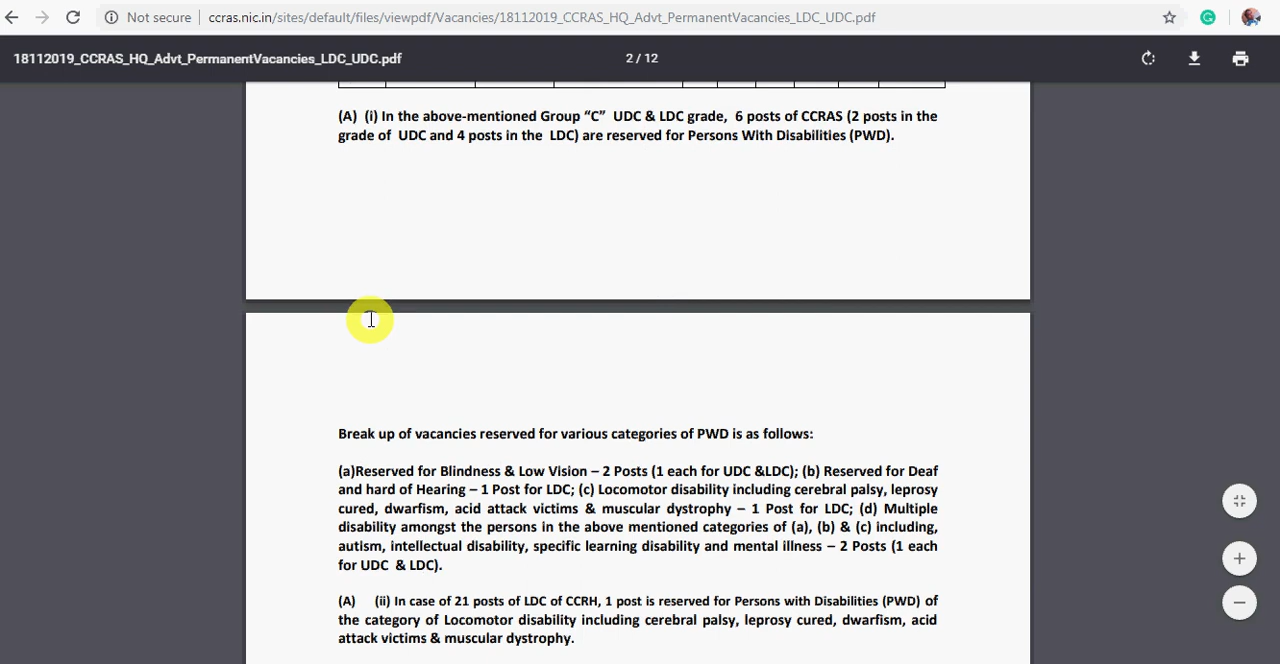 Not secure | ccras.nic.in/sites/default/files/viewpdf/Vacancies/18112019_CCRAS_HQ_Advt_PermanentVacancies_LDC_UDC.pdf
18112019_CCRAS_HQ_Advt_PermanentVacancies_LDC_UDC.pdf 2 / 12
(A) (i) In the above-mentioned Group “C” UDC & LDC grade, 6 posts of CCRAS (2 posts in the
grade of UDC and 4 posts in the LDC) are reserved for Persons With Disabilities (PWD).
Break up of vacancies reserved for various categories of PWD is as follows:
(a)Reserved for Blindness & Low Vision – 2 Posts (1 each for UDC &LDC); (b) Reserved for Deaf
and hard of Hearing – 1 Post for LDC; (c) Locomotor disability including cerebral palsy, leprosy
cured, dwarfism, acid attack victims & muscular dystrophy – 1 Post for LDC; (d) Multiple
disability amongst the persons in the above mentioned categories of (a), (b) & (c) including,
autism, intellectual disability, specific learning disability and mental illness – 2 Posts (1 each
for UDC & LDC).
(A) (ii) In case of 21 posts of LDC of CCRH, 1 post is reserved for Persons with Disabilities (PWD) of
the category of Locomotor disability including cerebral palsy, leprosy cured, dwarfism, acid
attack victims & muscular dystrophy.